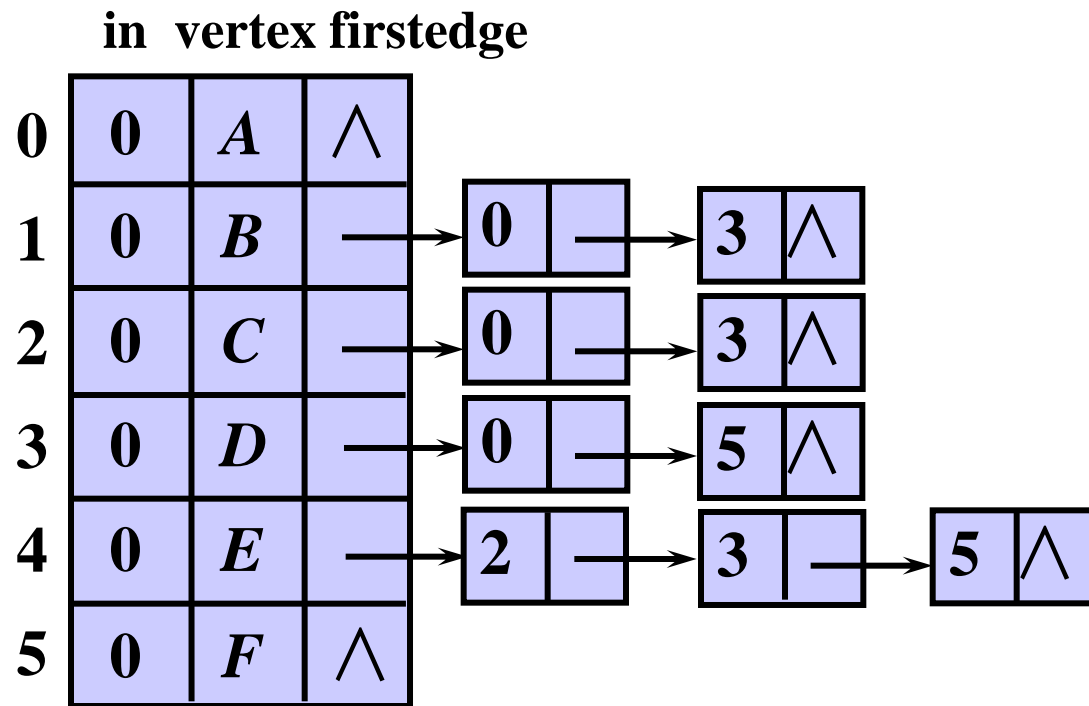 in vertex firstedge
0 0 A ∧
1 0 B 0 3 ∧
2 0 C 0 3 ∧
3 0 D 0 5 ∧
4 0 E 2 3 5 ∧
5 0 F ∧